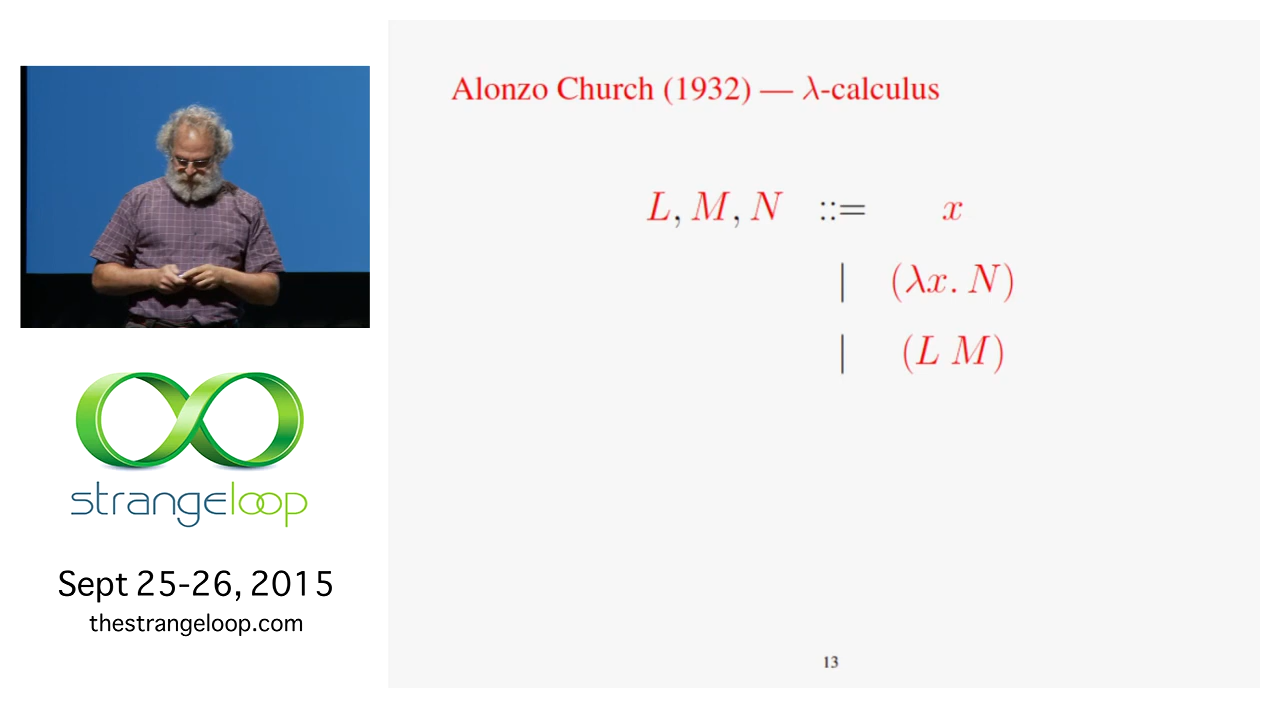 strangeloop
Sept 25-26, 2015
thestrangeloop.com
Alonzo Church (1932) — λ-calculus
L, M, N ::= x
| (λx. N)
| (L M)
13